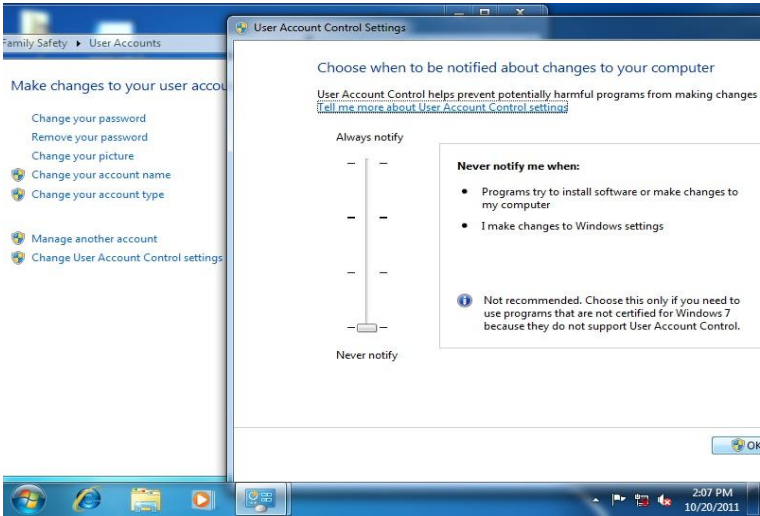 Family Safety ▸ User Accounts
Make changes to your user accou
Change your password
Remove your password
Change your picture
Change your account name
Change your account type
Manage another account
Change User Account Control settings
User Account Control Settings
Choose when to be notified about changes to your computer
User Account Control helps prevent potentially harmful programs from making changes
Tell me more about User Account Control settings
Always notify
Never notify me when:
• Programs try to install software or make changes to
my computer
• I make changes to Windows settings
Not recommended. Choose this only if you need to
use programs that are not certified for Windows 7
because they do not support User Account Control.
Never notify
OK
2:07 PM
10/20/2011